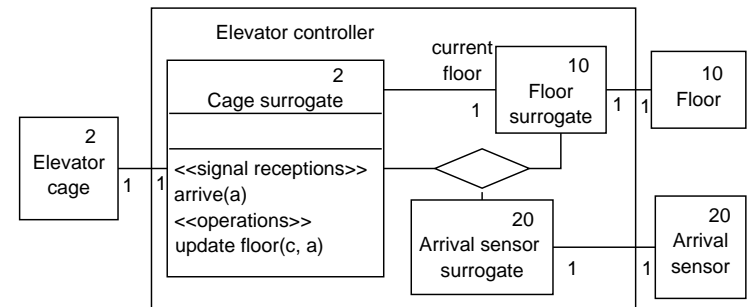 Elevator controller
2
Cage surrogate
<<signal receptions>>
arrive(a)
<<operations>>
update floor(c, a)
current
floor
1
10
Floor
surrogate
1
1
10
Floor
2
Elevator
cage
1
1
20
Arrival sensor
surrogate
1
1
20
Arrival
sensor